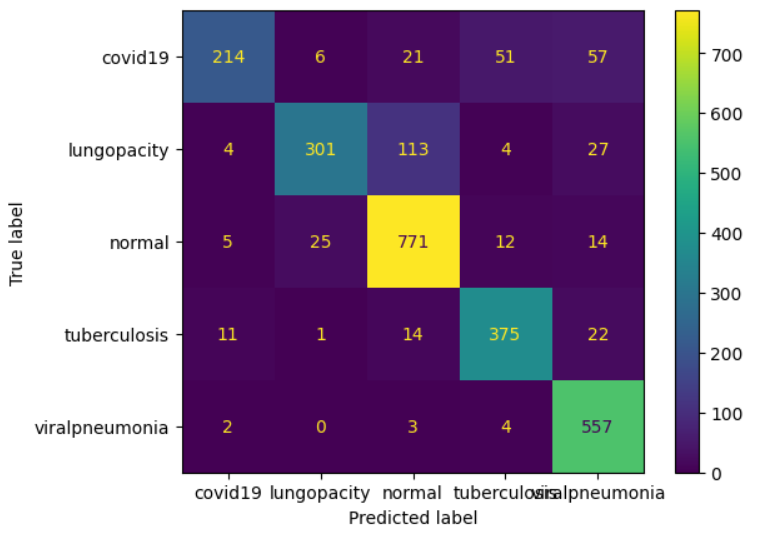 covid19 214 6 21 51 57
lungopacity 4 301 113 4 27
normal 5 25 771 12 14
tuberculosis 11 1 14 375 22
viralpneumonia 2 0 3 4 557
covid19 lungopacity normal tuberculosis viralpneumonia
Predicted label
True label
700
600
500
400
300
200
100
0